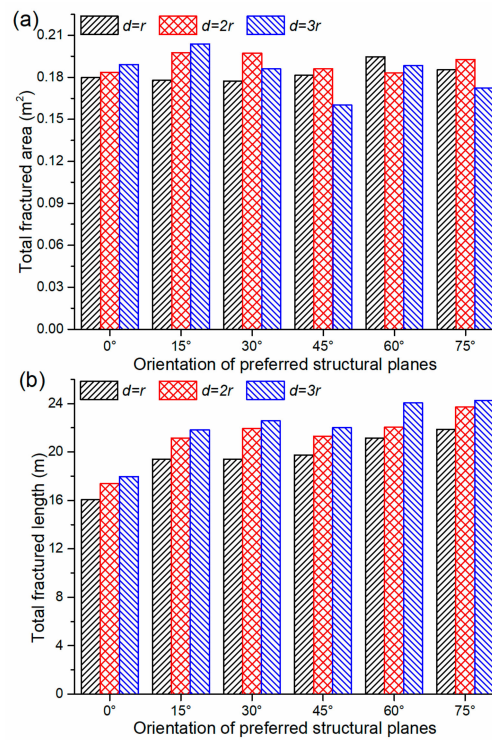 (a)
d=r d=2r d=3r
0.21
0.18
0.15
0.12
0.09
0.06
0.03
0.00
Total fractured area (m²)
0° 15° 30° 45° 60° 75°
Orientation of preferred structural planes
(b)
d=r d=2r d=3r
24
20
16
12
8
4
0
Total fractured length (m)
0° 15° 30° 45° 60° 75°
Orientation of preferred structural planes